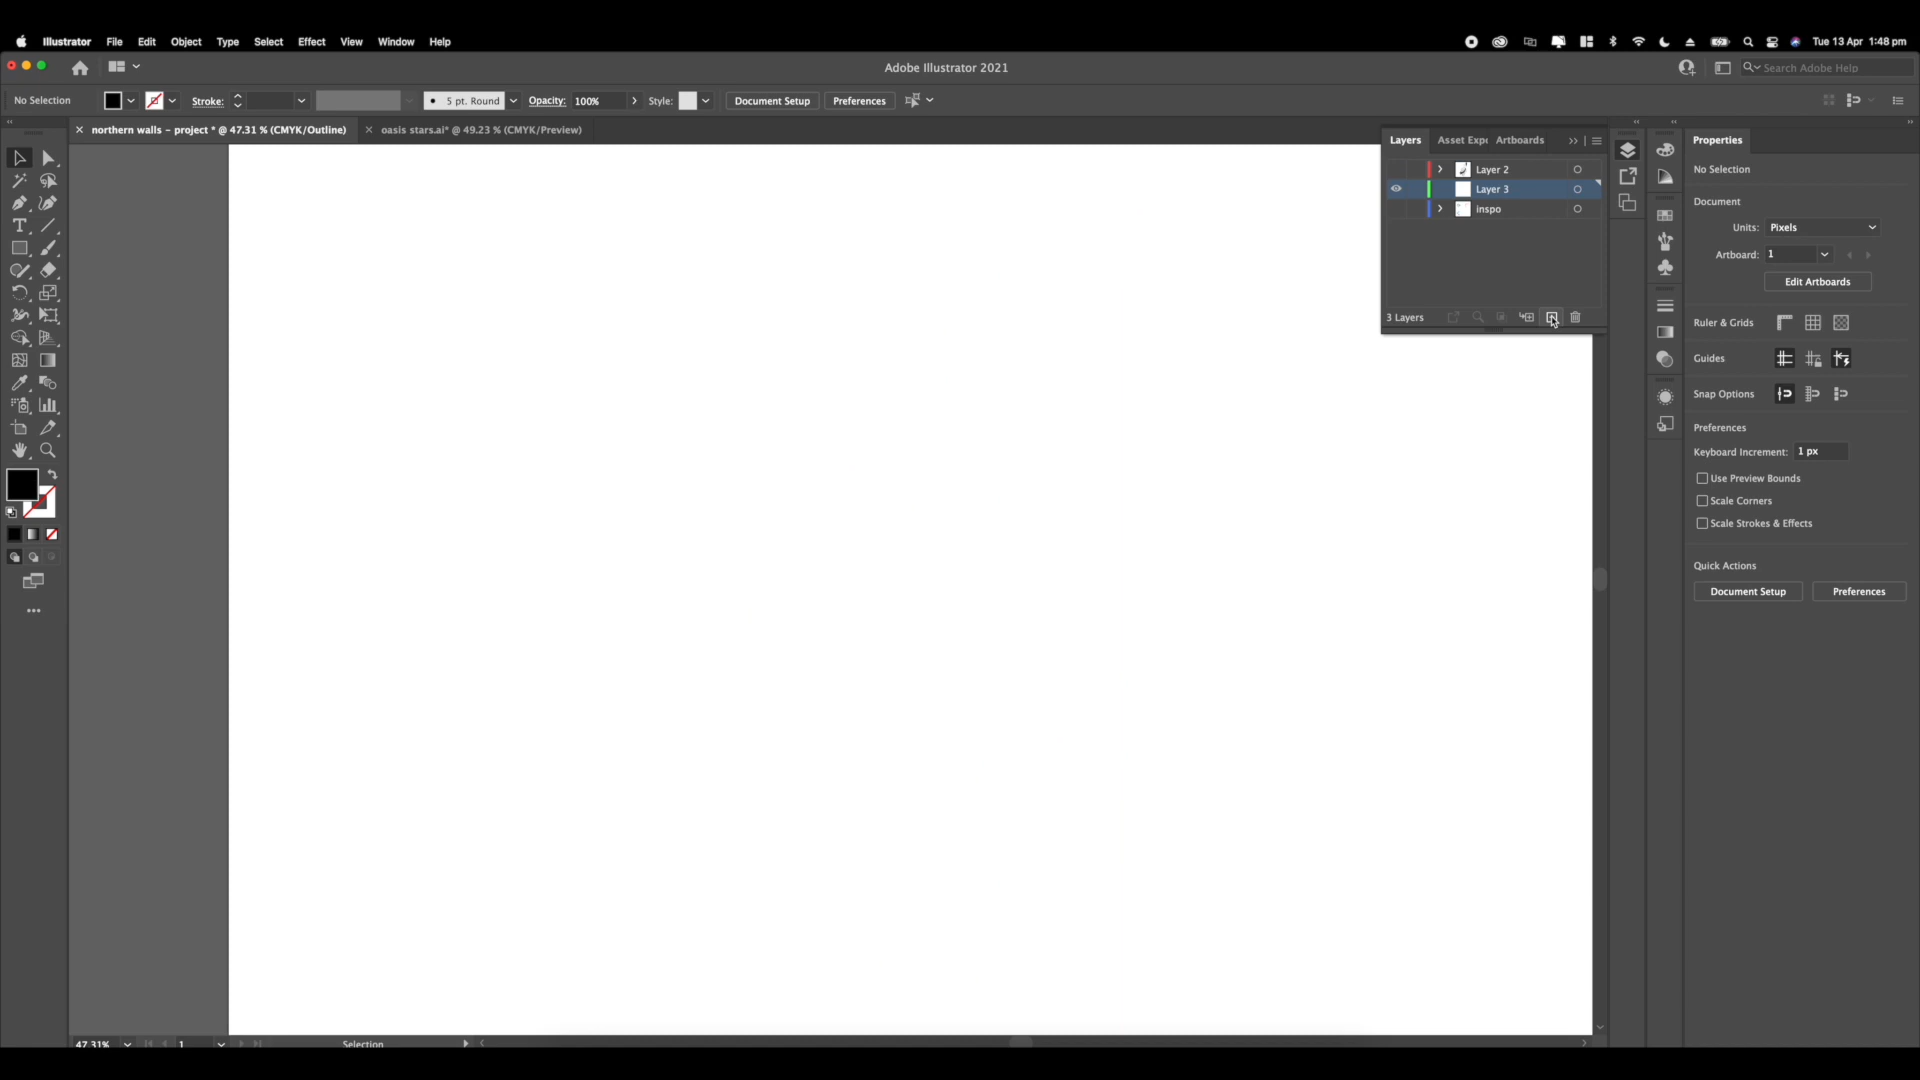 Illustrator File Edit Object Type Select Effect View Window Help Tue 13 Apr 1:48 pm
Adobe Illustrator 2021 Search Adobe Help
No Selection Stroke: 5 pt. Round Opacity: 100% Style: Document Setup Preferences
northern walls - project * @ 47.31 % (CMYK/Outline) oasis stars.ai* @ 49.23 % (CMYK/Preview)
Layers Asset Expo Artboards
Layer 2
Layer 3
inspo
3 Layers
Properties
No Selection
Document
Units: Pixels
Artboard: 1
Edit Artboards
Ruler & Grids
Guides
Snap Options
Preferences
Keyboard Increment: 1 px
Use Preview Bounds
Scale Corners
Scale Strokes & Effects
Quick Actions
Document Setup Preferences
47.31% 1 Selection